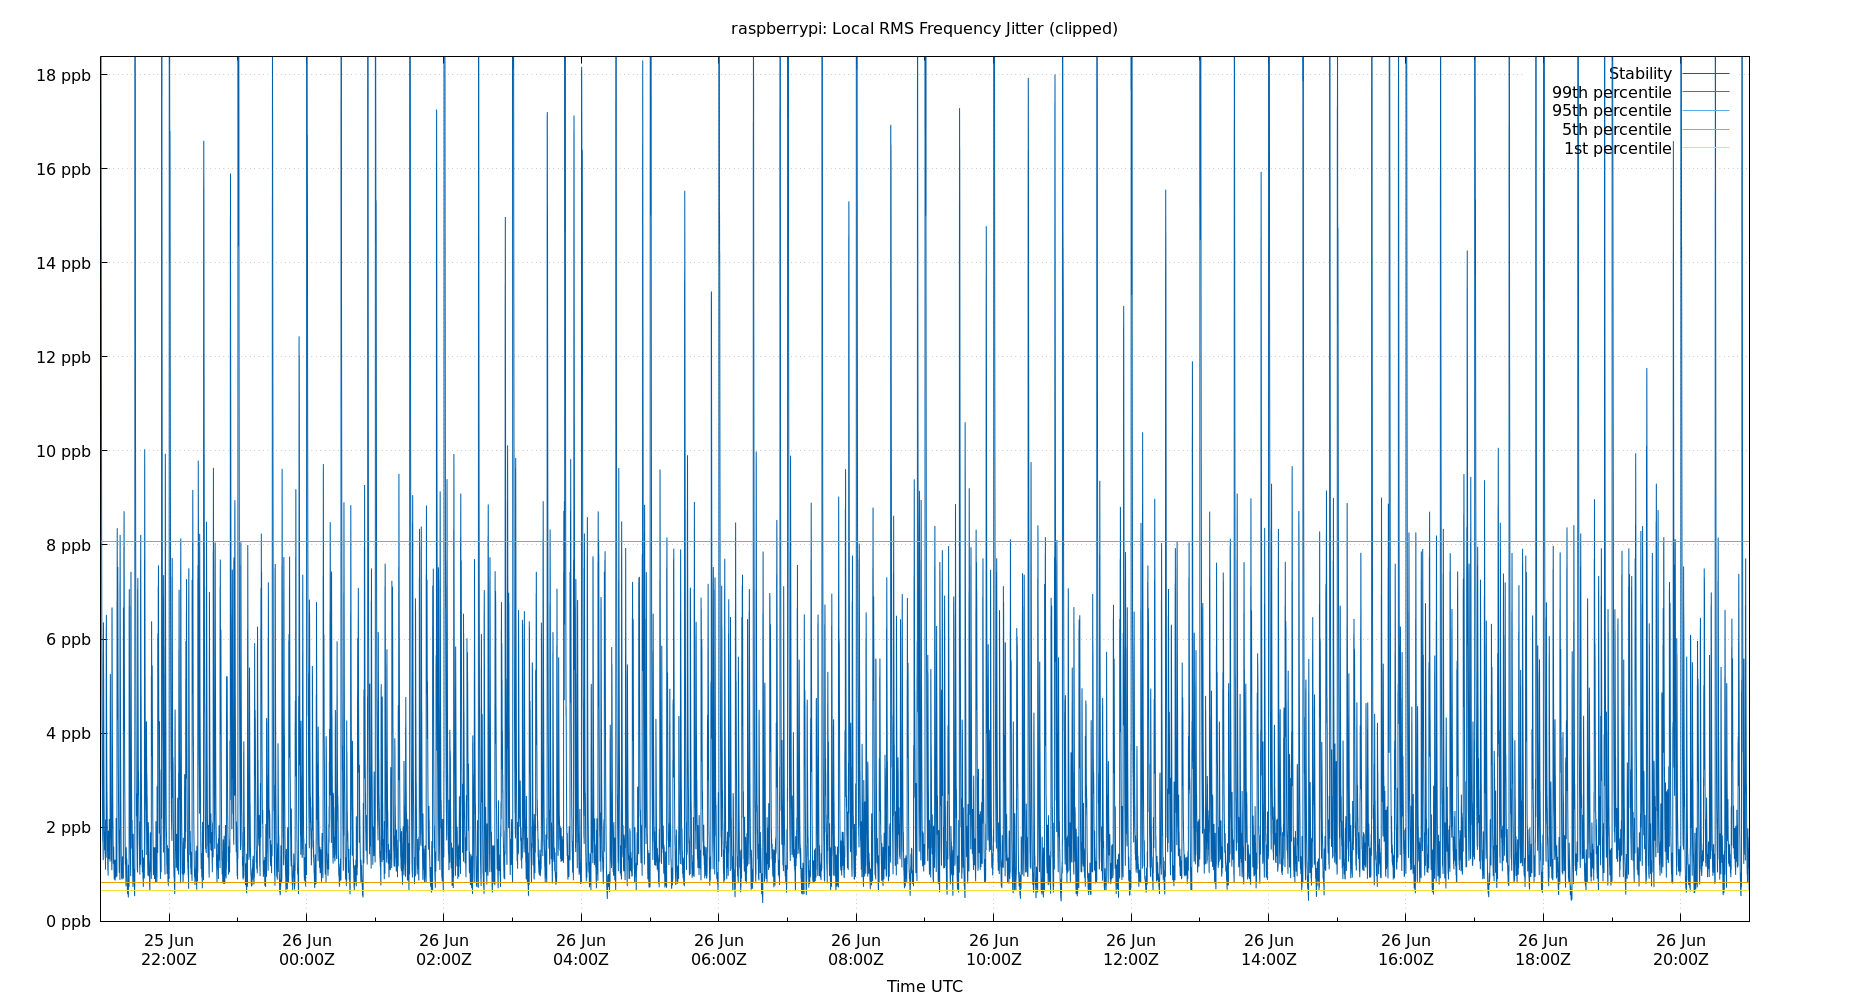 raspberrypi: Local RMS Frequency Jitter (clipped)
18 ppb
16 ppb
14 ppb
12 ppb
10 ppb
8 ppb
6 ppb
4 ppb
2 ppb
0 ppb
Stability
99th percentile
95th percentile
5th percentile
1st percentile
25 Jun 26 Jun 26 Jun 26 Jun 26 Jun 26 Jun 26 Jun 26 Jun 26 Jun 26 Jun 26 Jun 26 Jun
22:00Z 00:00Z 02:00Z 04:00Z 06:00Z 08:00Z 10:00Z 12:00Z 14:00Z 16:00Z 18:00Z 20:00Z
Time UTC